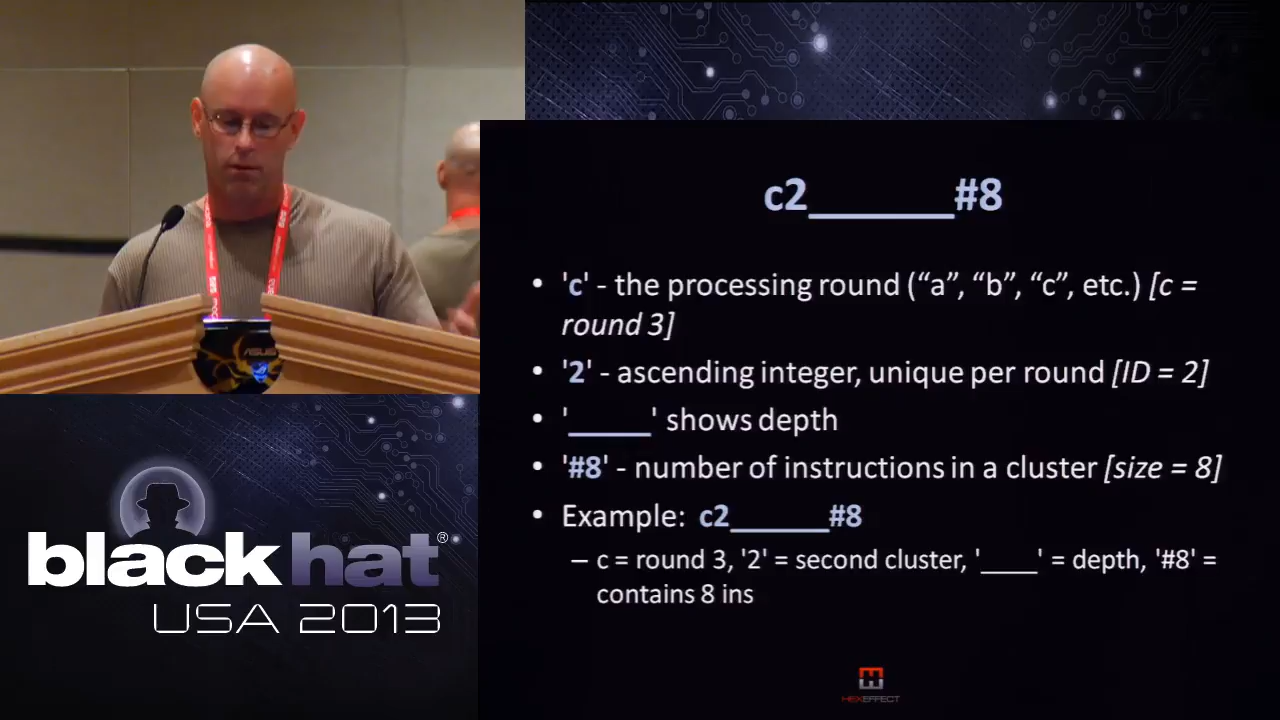 c2______#8
• 'c' - the processing round (“a”, “b”, “c”, etc.) [c =
round 3]
• '2' - ascending integer, unique per round [ID = 2]
• '_____' shows depth
• '#8' - number of instructions in a cluster [size = 8]
• Example: c2______#8
– c = round 3, '2' = second cluster, '____' = depth, '#8' =
contains 8 ins
HEXEFFECT
ASUS
black hat®
USA 2013